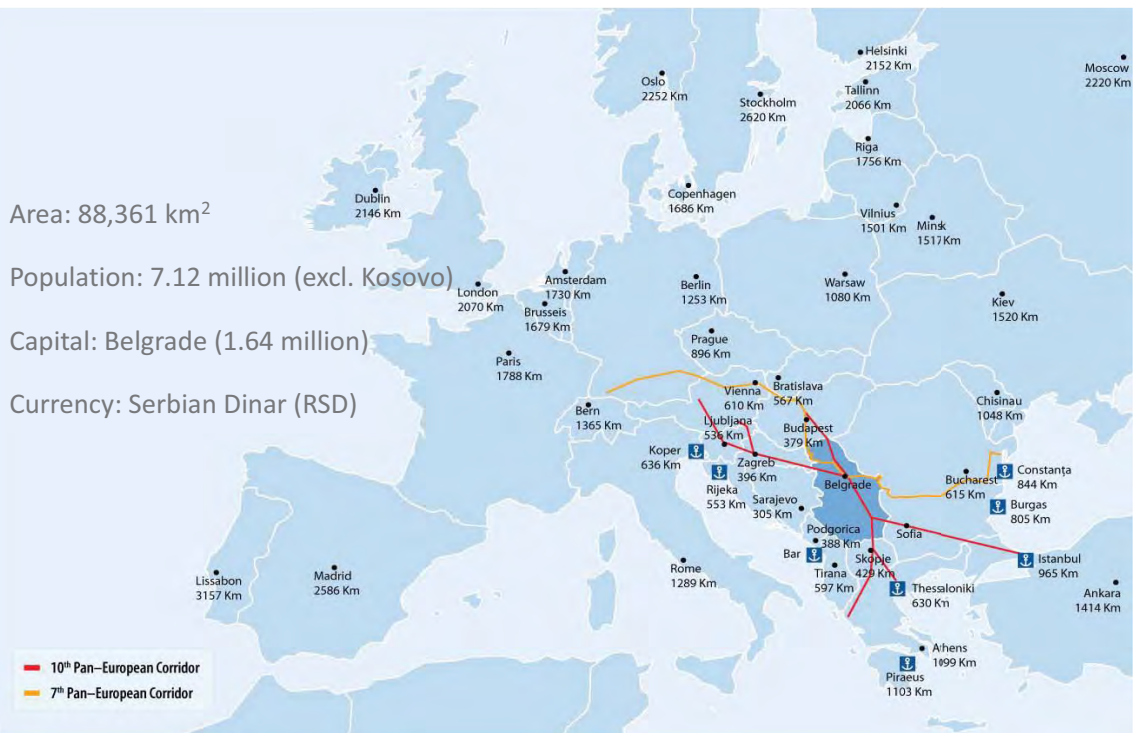 Helsinki
2152 Km
Moscow
2220 Km
Oslo
2252 Km
Tallinn
2066 Km
Stockholm
2620 Km
Riga
1756 Km
Dublin
2146 Km
Copenhagen
1686 Km
Area: 88,361 km²
Vilnius
1501 Km
Minsk
1517Km
Population: 7.12 million (excl. Kosovo)
Amsterdam
1730 Km
London
2070 Km
Berlin
1253 Km
Warsaw
1080 Km
Kiev
1520 Km
Brusseis
1679 Km
Capital: Belgrade (1.64 million)
Prague
896 Km
Paris
1788 Km
Vienna
610 Km
Bratislava
567 Km
Chisinau
1048 Km
Currency: Serbian Dinar (RSD)
Bern
1365 Km
Ljubljana
536 Km
Budapest
379 Km
Koper
636 Km
Zagreb
396 Km
Rijeka
553 Km
Belgrade
Bucharest
615 Km
Constanța
844 Km
Sarajevo
305 Km
Burgas
805 Km
Podgorica
388 Km
Sofia
Bar
Skopje
429 Km
Istanbul
965 Km
Rome
1289 Km
Tirana
597 Km
Lissabon
3157 Km
Madrid
2586 Km
Thessaloniki
630 Km
Ankara
1414 Km
Athens
1099 Km
Piraeus
1103 Km
10th Pan–European Corridor
7th Pan–European Corridor